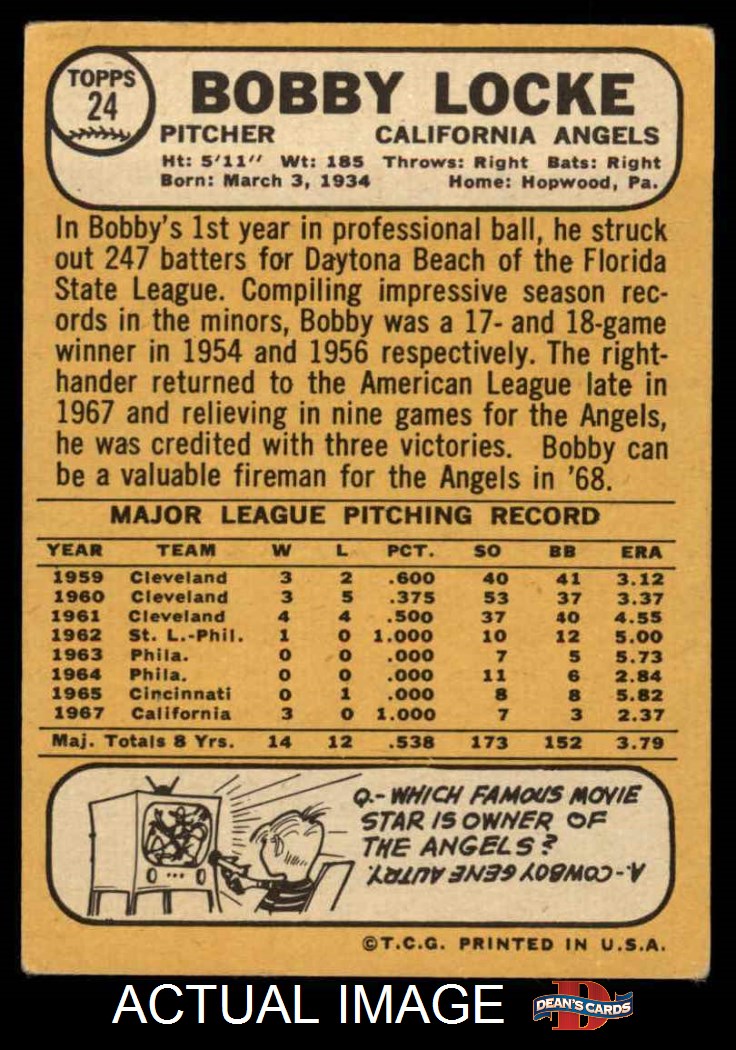 TOPPS
24
BOBBY LOCKE
PITCHER CALIFORNIA ANGELS
Ht: 5'11" Wt: 185 Throws: Right Bats: Right
Born: March 3, 1934 Home: Hopwood, Pa.
In Bobby's 1st year in professional ball, he struck
out 247 batters for Daytona Beach of the Florida
State League. Compiling impressive season rec-
ords in the minors, Bobby was a 17- and 18-game
winner in 1954 and 1956 respectively. The right-
hander returned to the American League late in
1967 and relieving in nine games for the Angels,
he was credited with three victories. Bobby can
be a valuable fireman for the Angels in '68.
MAJOR LEAGUE PITCHING RECORD
YEAR TEAM W L PCT. SO BB ERA
1959 Cleveland 3 2 .600 40 41 3.12
1960 Cleveland 3 5 .375 53 37 3.37
1961 Cleveland 4 4 .500 37 40 4.55
1962 St. L.-Phil. 1 0 1.000 10 12 5.00
1963 Phila. 0 0 .000 7 5 5.73
1964 Phila. 0 0 .000 11 6 2.84
1965 Cincinnati 0 1 .000 8 8 5.82
1967 California 3 0 1.000 7 3 2.37
Maj. Totals 8 Yrs. 14 12 .538 173 152 3.79
Q.- WHICH FAMOUS MOVIE
STAR IS OWNER OF
THE ANGELS?
A.- COWBOY GENE AUTRY.
©T.C.G. PRINTED IN U.S.A.
ACTUAL IMAGE
D
DEAN'S CARDS